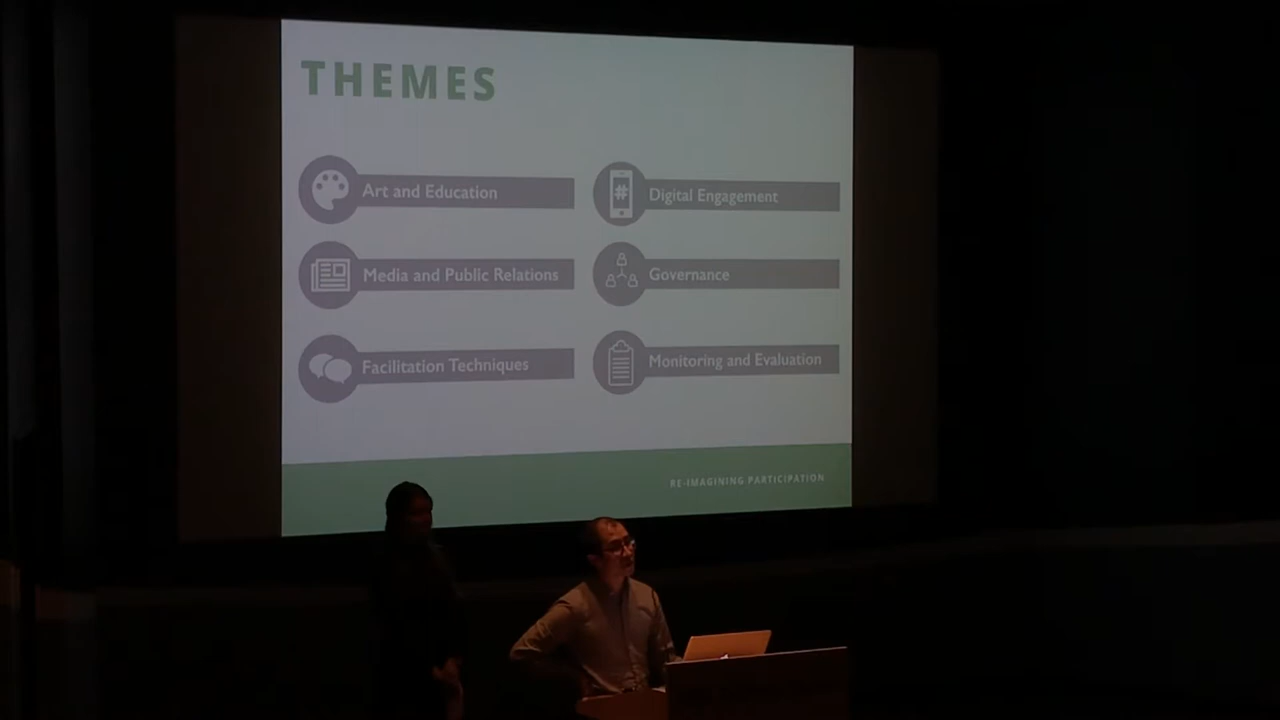 THEMES
Art and Education
Digital Engagement
Media and Public Relations
Governance
Facilitation Techniques
Monitoring and Evaluation
RE-IMAGINING PARTICIPATION